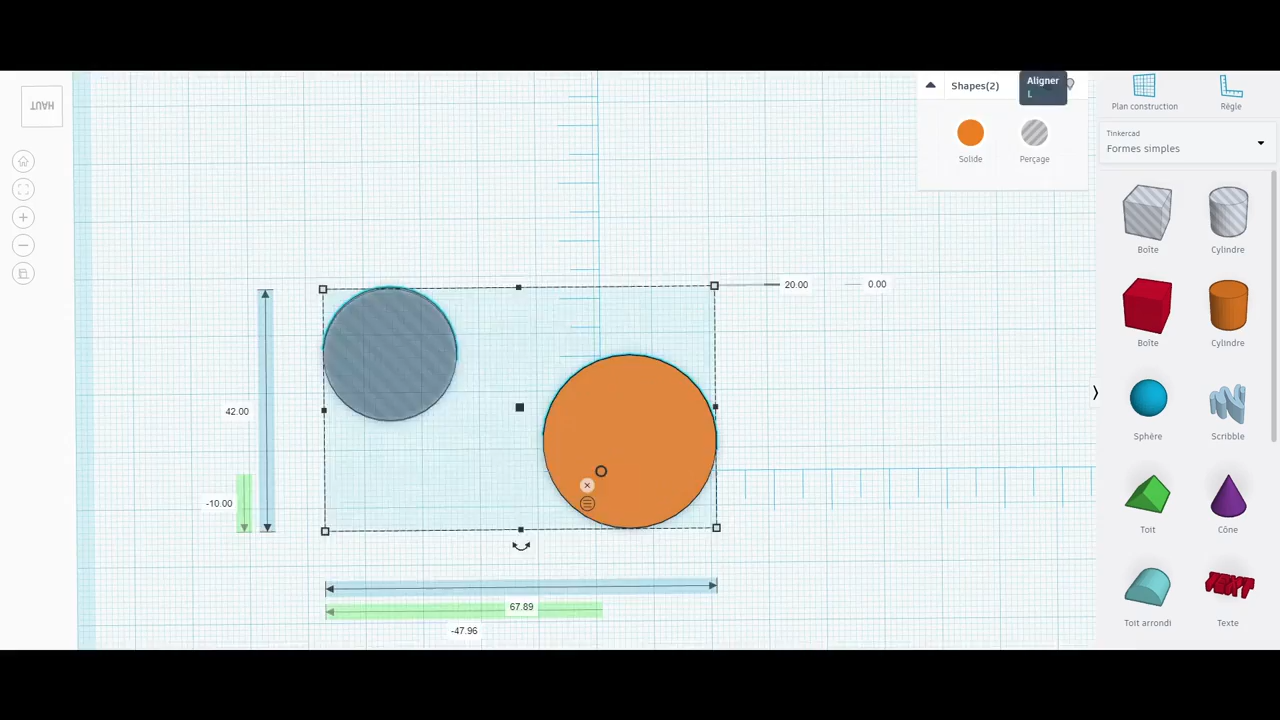 HAUT
Shapes(2)
Aligner
L
Solide
Perçage
Plan construction
Règle
Tinkercad
Formes simples
Boîte
Cylindre
Boîte
Cylindre
Sphère
Scribble
Toit
Cône
Toit arrondi
Texte
TEXT
20.00
0.00
42.00
-10.00
67.89
-47.96